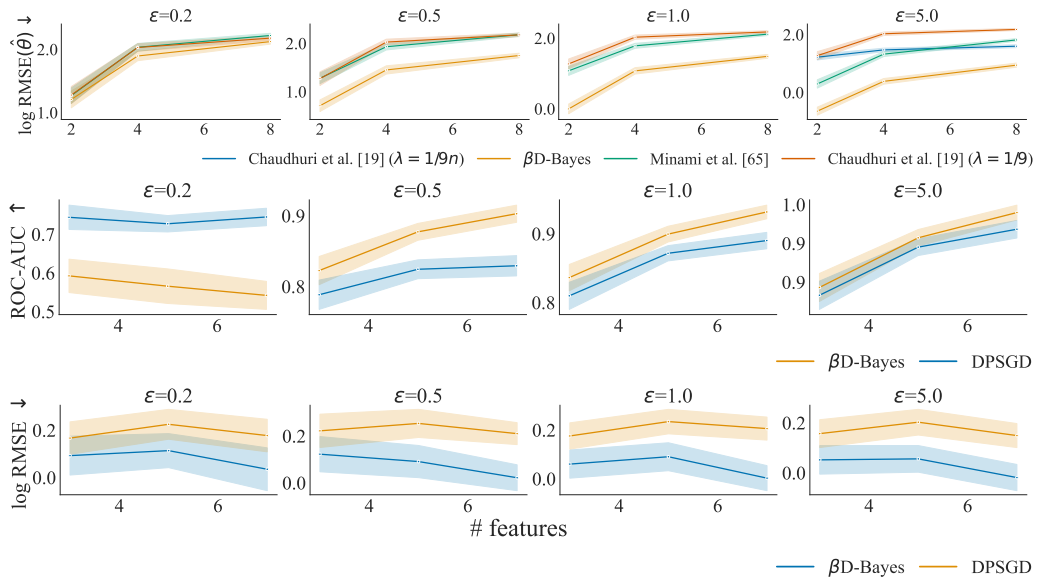 ε=0.2 ε=0.5 ε=1.0 ε=5.0
log RMSE(θ̂) ↓
2.0 1.0
2.0 1.0
2.0 0.0
2.0 0.0
2 4 6 8 2 4 6 8 2 4 6 8 2 4 6 8
Chaudhuri et al. [19] (λ = 1/9n) βD-Bayes Minami et al. [65] Chaudhuri et al. [19] (λ = 1/9)
ε=0.2 ε=0.5 ε=1.0 ε=5.0
ROC-AUC ↑
0.7 0.6 0.5
0.9 0.8
0.9 0.8
1.0 0.9 0.9
4 6 4 6 4 6 4 6
βD-Bayes DPSGD
ε=0.2 ε=0.5 ε=1.0 ε=5.0
log RMSE ↓
0.2 0.0
0.2 0.0
0.2 0.0
0.2 0.0
4 6 4 6 4 6 4 6
# features
βD-Bayes DPSGD